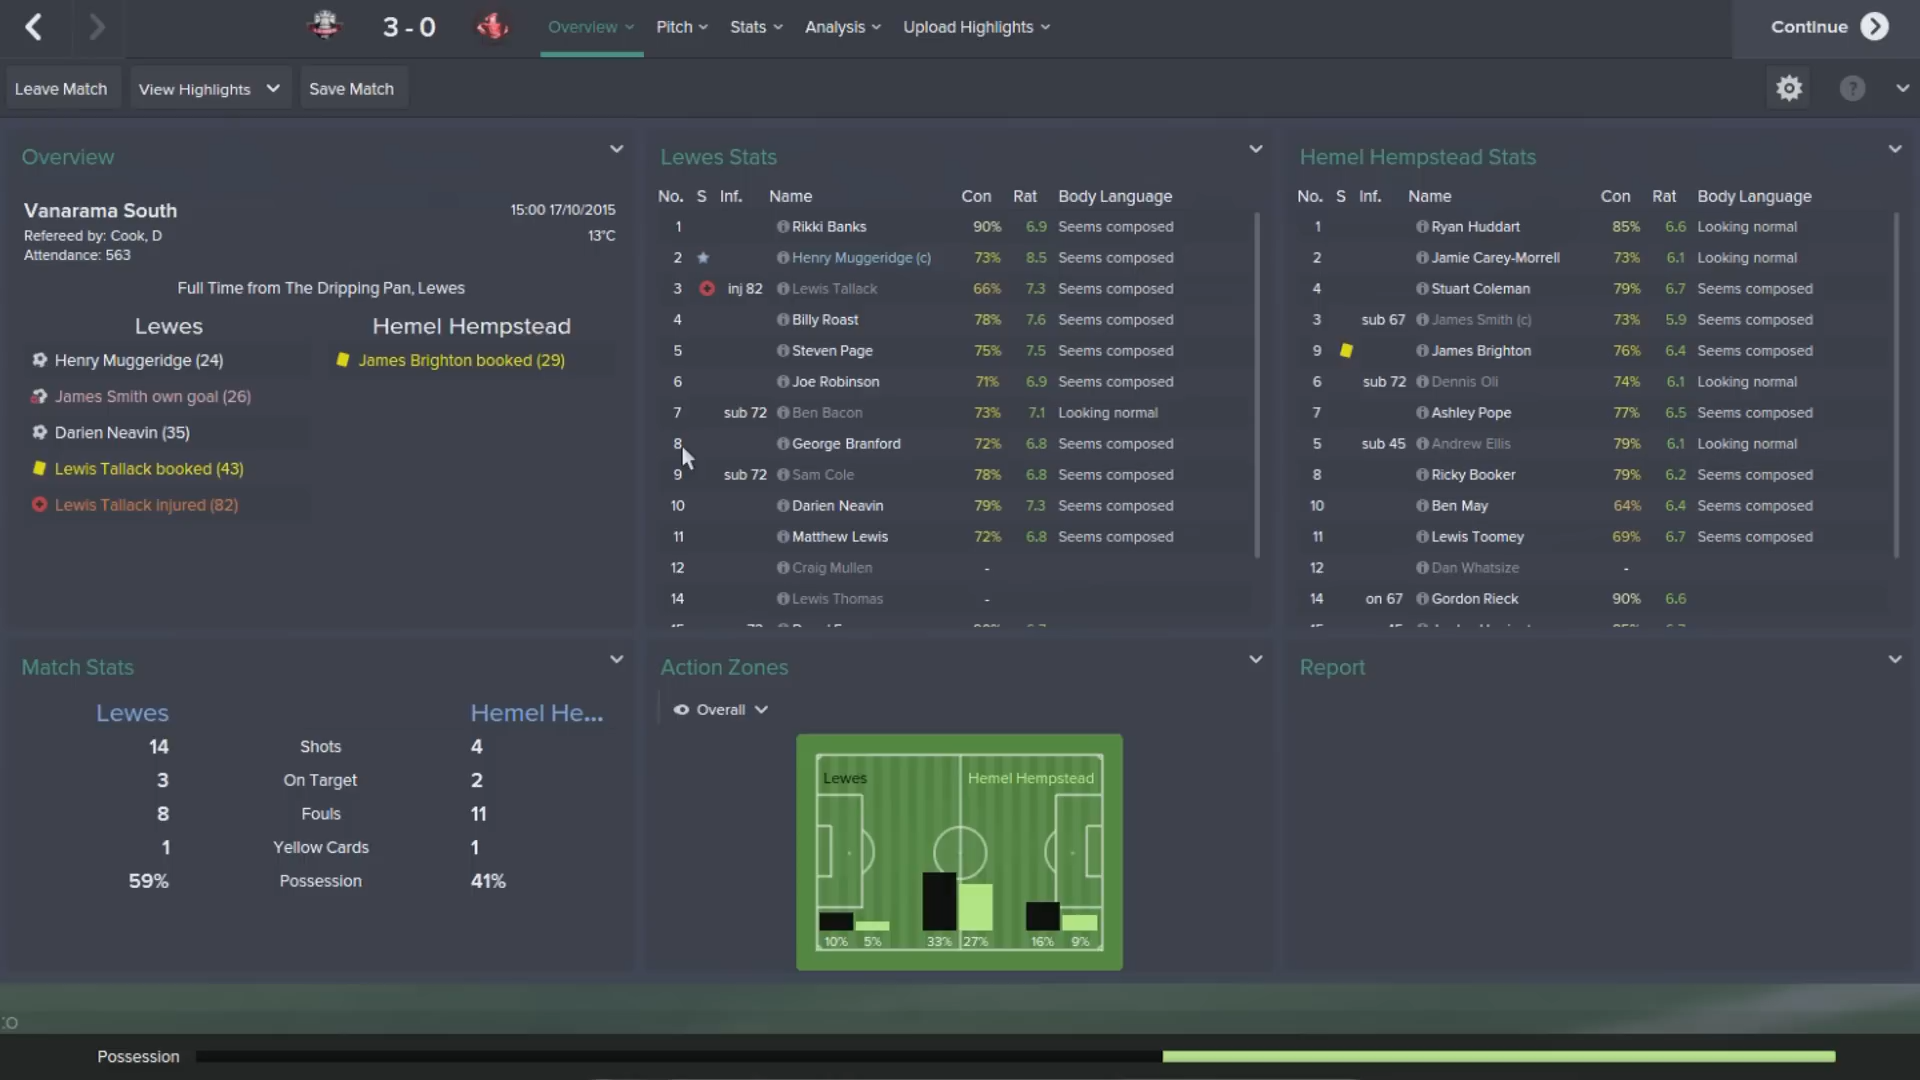 3 - 0
Overview
Pitch
Stats
Analysis
Upload Highlights
Continue
Leave Match
View Highlights
Save Match
?
Overview
Vanarama South
15:00 17/10/2015
Refereed by: Cook, D
13°C
Attendance: 563
Full Time from The Dripping Pan, Lewes
Lewes
Hemel Hempstead
Henry Muggeridge (24)
James Brighton booked (29)
James Smith own goal (26)
Darien Neavin (35)
Lewis Tallack booked (43)
Lewis Tallack injured (82)
Lewes Stats
No. S Inf. Name Con Rat Body Language
1 Rikki Banks 90% 6.9 Seems composed
2 Henry Muggeridge (c) 73% 8.5 Seems composed
3 inj 82 Lewis Tallack 66% 7.3 Seems composed
4 Billy Roast 78% 7.6 Seems composed
5 Steven Page 75% 7.5 Seems composed
6 Joe Robinson 71% 6.9 Seems composed
7 sub 72 Ben Bacon 73% 7.1 Looking normal
8 George Branford 72% 6.8 Seems composed
9 sub 72 Sam Cole 78% 6.8 Seems composed
10 Darien Neavin 79% 7.3 Seems composed
11 Matthew Lewis 72% 6.8 Seems composed
12 Craig Mullen -
14 Lewis Thomas -
Hemel Hempstead Stats
No. S Inf. Name Con Rat Body Language
1 Ryan Huddart 85% 6.6 Looking normal
2 Jamie Carey-Morrell 73% 6.1 Looking normal
4 Stuart Coleman 79% 6.7 Seems composed
3 sub 67 James Smith (c) 73% 5.9 Seems composed
9 James Brighton 76% 6.4 Seems composed
6 sub 72 Dennis Oli 74% 6.1 Looking normal
7 Ashley Pope 77% 6.5 Seems composed
5 sub 45 Andrew Ellis 79% 6.1 Looking normal
8 Ricky Booker 79% 6.2 Seems composed
10 Ben May 64% 6.4 Seems composed
11 Lewis Toomey 69% 6.7 Seems composed
12 Dan Whatsize -
14 on 67 Gordon Rieck 90% 6.6
Match Stats
Lewes Hemel He...
14 Shots 4
3 On Target 2
8 Fouls 11
1 Yellow Cards 1
59% Possession 41%
Action Zones
Overall
Lewes Hemel Hempstead
10% 5% 33% 27% 16% 9%
Report
Possession